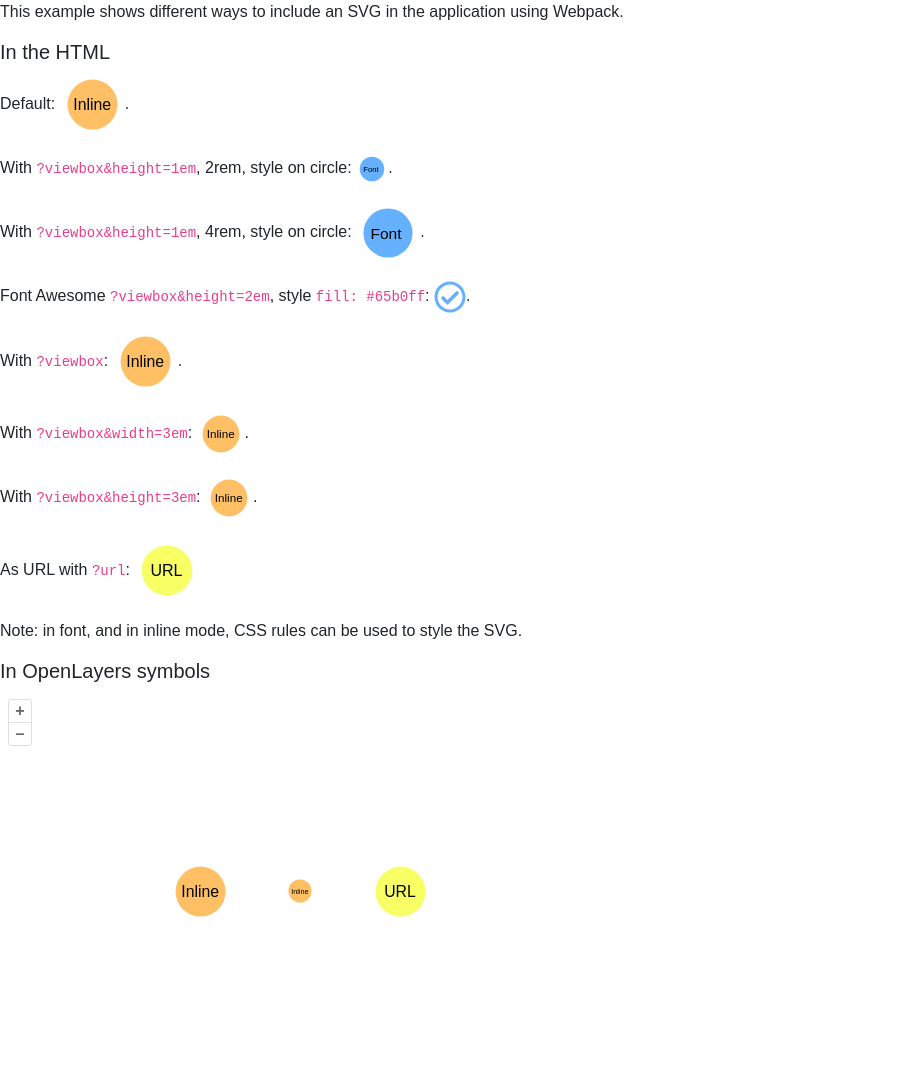 This example shows different ways to include an SVG in the application using Webpack.
In the HTML
Default: Inline .
With ?viewbox&height=1em, 2rem, style on circle: Font .
With ?viewbox&height=1em, 4rem, style on circle: Font .
Font Awesome ?viewbox&height=2em, style fill: #65b0ff: .
With ?viewbox: Inline .
With ?viewbox&width=3em: Inline .
With ?viewbox&height=3em: Inline .
As URL with ?url: URL
Note: in font, and in inline mode, CSS rules can be used to style the SVG.
In OpenLayers symbols
+
−
Inline Inline URL